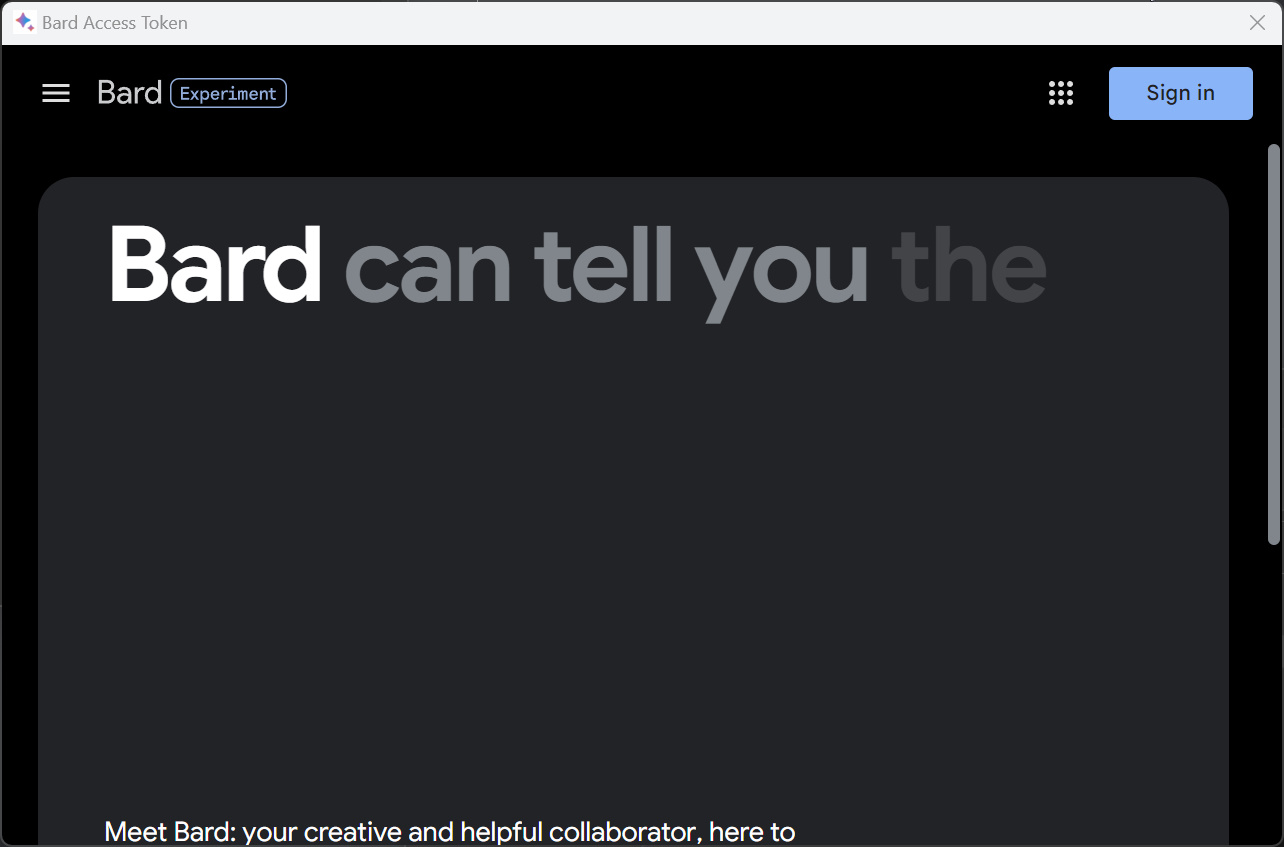 Bard Access Token
Bard Experiment
Sign in
Bard can tell you the
Meet Bard: your creative and helpful collaborator, here to